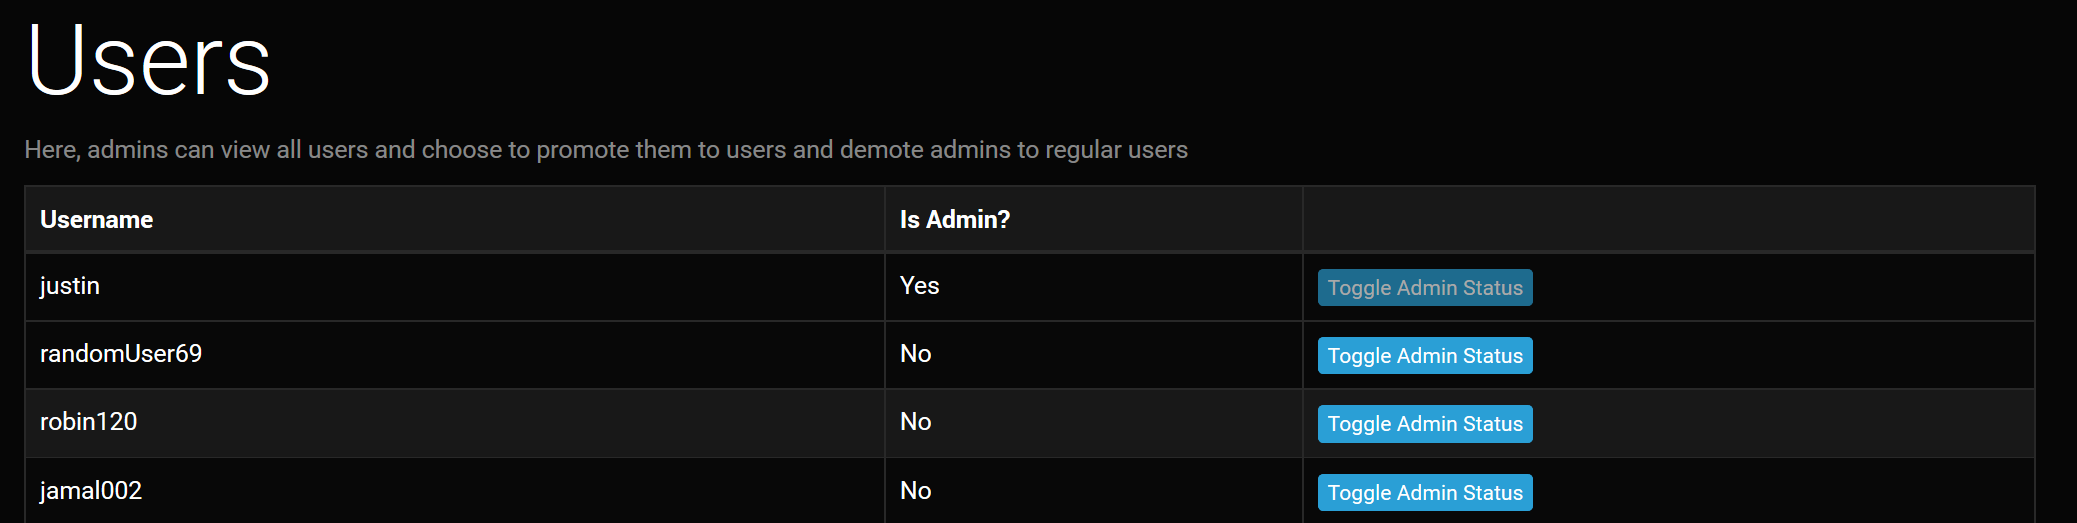 Users
Here, admins can view all users and choose to promote them to users and demote admins to regular users
Username Is Admin?
justin Yes Toggle Admin Status
randomUser69 No Toggle Admin Status
robin120 No Toggle Admin Status
jamal002 No Toggle Admin Status